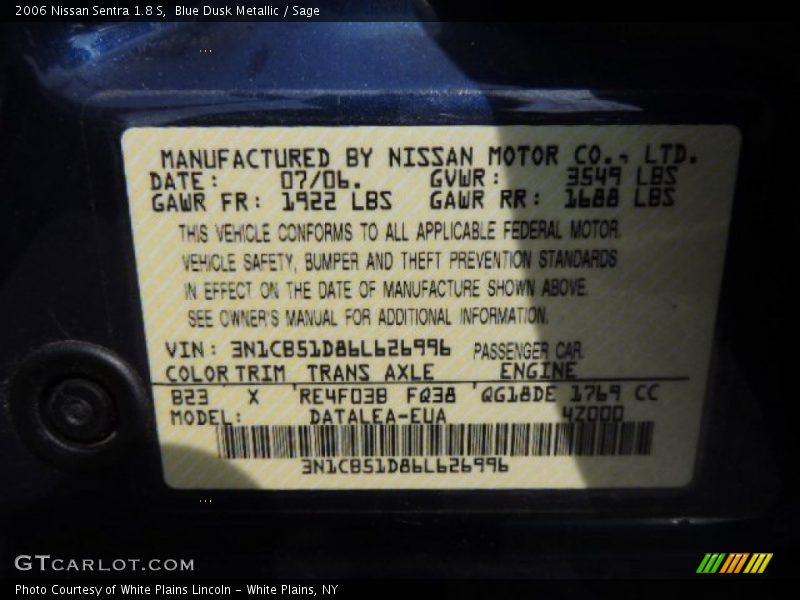 2006 Nissan Sentra 1.8 S,  Blue Dusk Metallic / Sage
MANUFACTURED BY NISSAN MOTOR CO., LTD.
DATE: 07/06. GVWR: 3549 LBS
GAWR FR: 1922 LBS GAWR RR: 1688 LBS
THIS VEHICLE CONFORMS TO ALL APPLICABLE FEDERAL MOTOR
VEHICLE SAFETY, BUMPER AND THEFT PREVENTION STANDARDS
IN EFFECT ON THE DATE OF MANUFACTURE SHOWN ABOVE.
SEE OWNER'S MANUAL FOR ADDITIONAL INFORMATION.
VIN: 3N1CB51D86L626996 PASSENGER CAR
COLOR TRIM TRANS AXLE ENGINE
B23 X RE4F03B FQ38 QG18DE 1769 CC
MODEL: DATALEA-EUA 4Z000
3N1CB51D86L626996
GTCARLOT.COM
Photo Courtesy of White Plains Lincoln - White Plains, NY